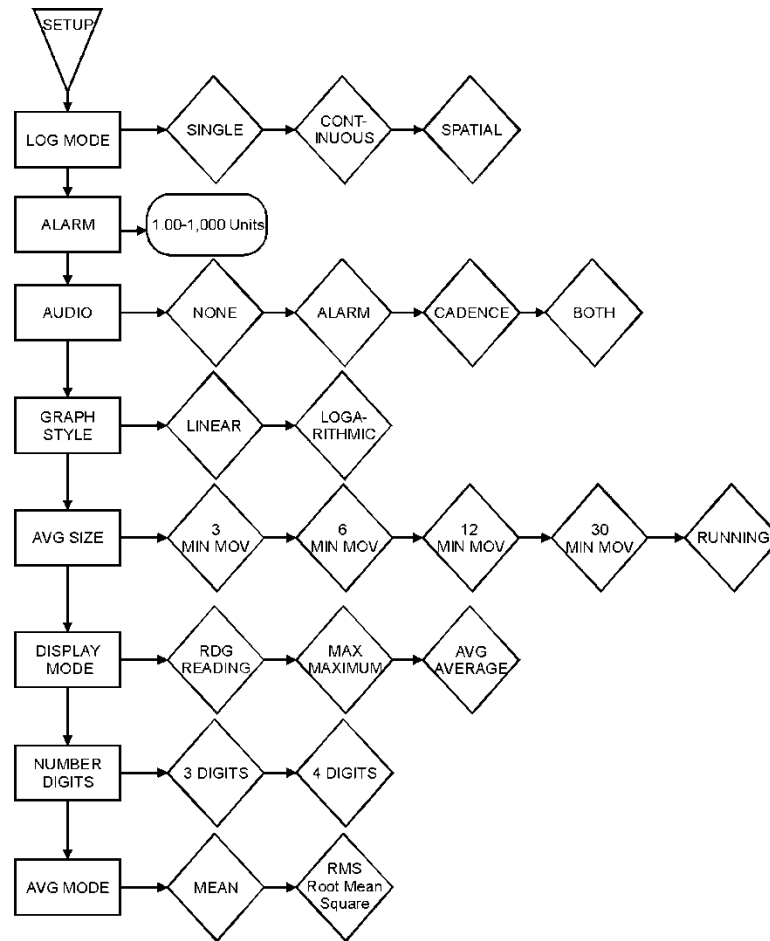 SETUP
LOG MODE
SINGLE
CONT-
INUOUS
SPATIAL
ALARM
1.00-1,000 Units
AUDIO
NONE
ALARM
CADENCE
BOTH
GRAPH
STYLE
LINEAR
LOGA-
RITHMIC
AVG SIZE
3
MIN MOV
6
MIN MOV
12
MIN MOV
30
MIN MOV
RUNNING
DISPLAY
MODE
RDG
READING
MAX
MAXIMUM
AVG
AVERAGE
NUMBER
DIGITS
3 DIGITS
4 DIGITS
AVG MODE
MEAN
RMS
Root Mean
Square